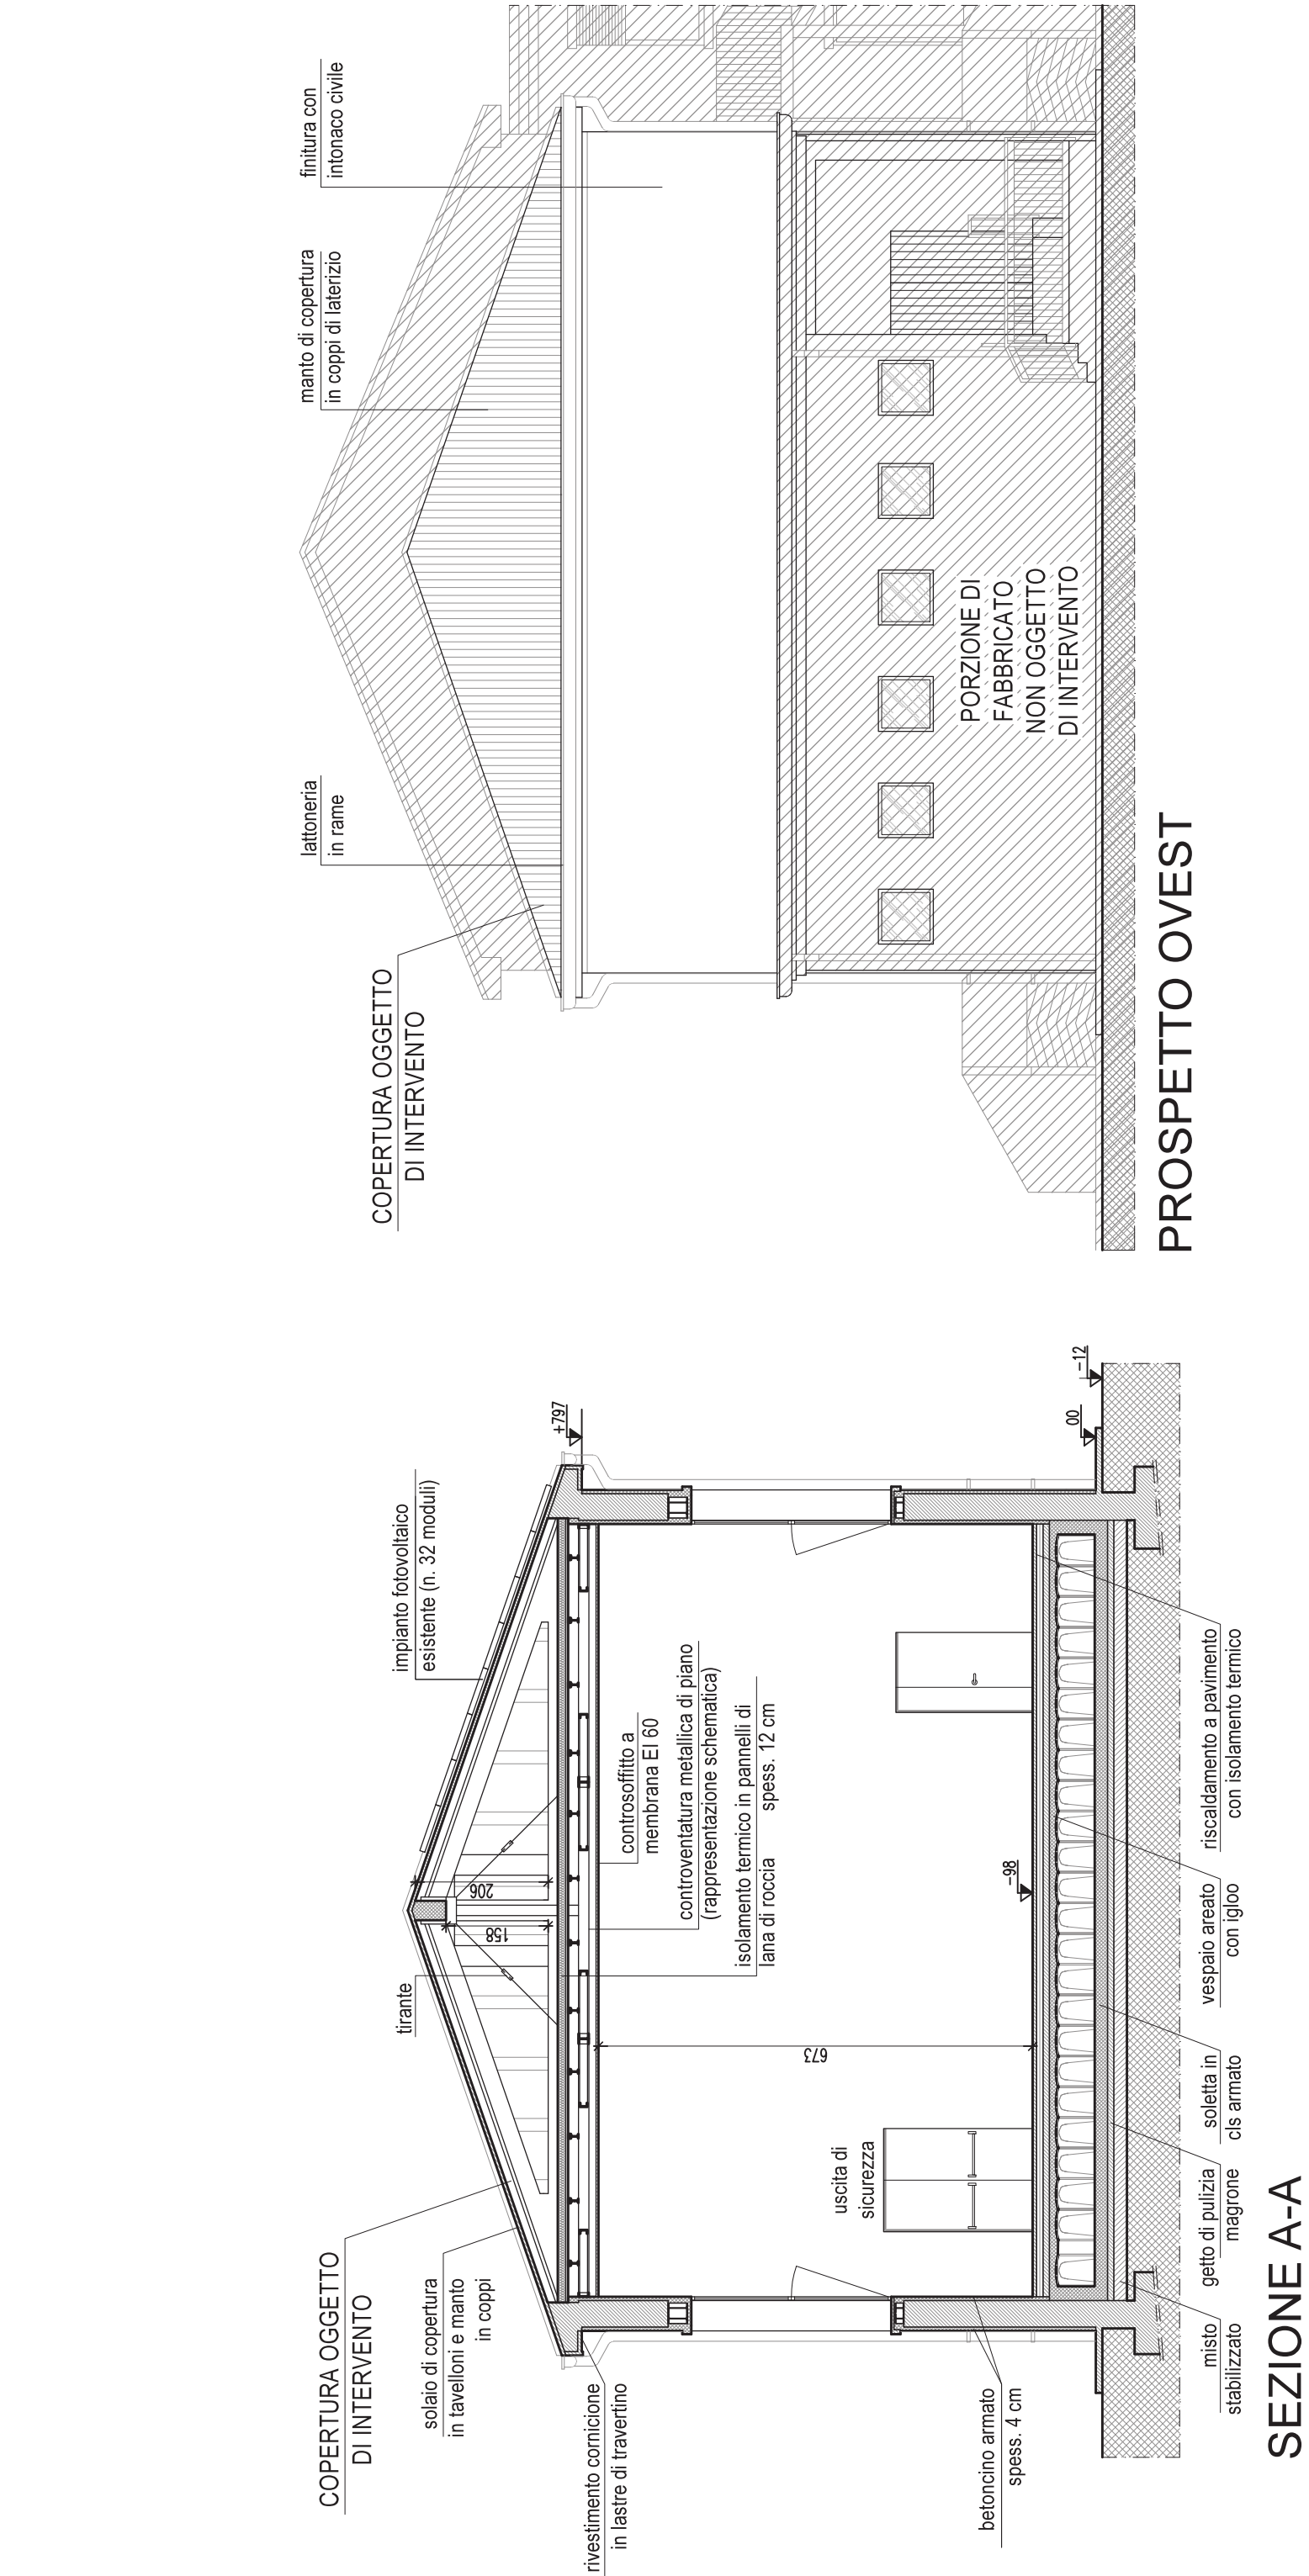 COPERTURA OGGETTO
DI INTERVENTO
solaio di copertura
in tavelloni e manto
in coppi
rivestimento cornicione
in lastre di travertino
tirante
impianto fotovoltaico
esistente (n. 32 moduli)
158
206
+797
controsoffitto a
membrana EI 60
controventatura metallica di piano
(rappresentazione schematica)
isolamento termico in pannelli di
lana di roccia spess. 12 cm
673
uscita di
sicurezza
-98
00
-12
betoncino armato
spess. 4 cm
misto
stabilizzato
getto di pulizia
magrone
soletta in
cls armato
vespaio areato
con igloo
riscaldamento a pavimento
con isolamento termico
SEZIONE A-A
COPERTURA OGGETTO
DI INTERVENTO
lattoneria
in rame
manto di copertura
in coppi di laterizio
finitura con
intonaco civile
PORZIONE DI
FABBRICATO
NON OGGETTO
DI INTERVENTO
PROSPETTO OVEST